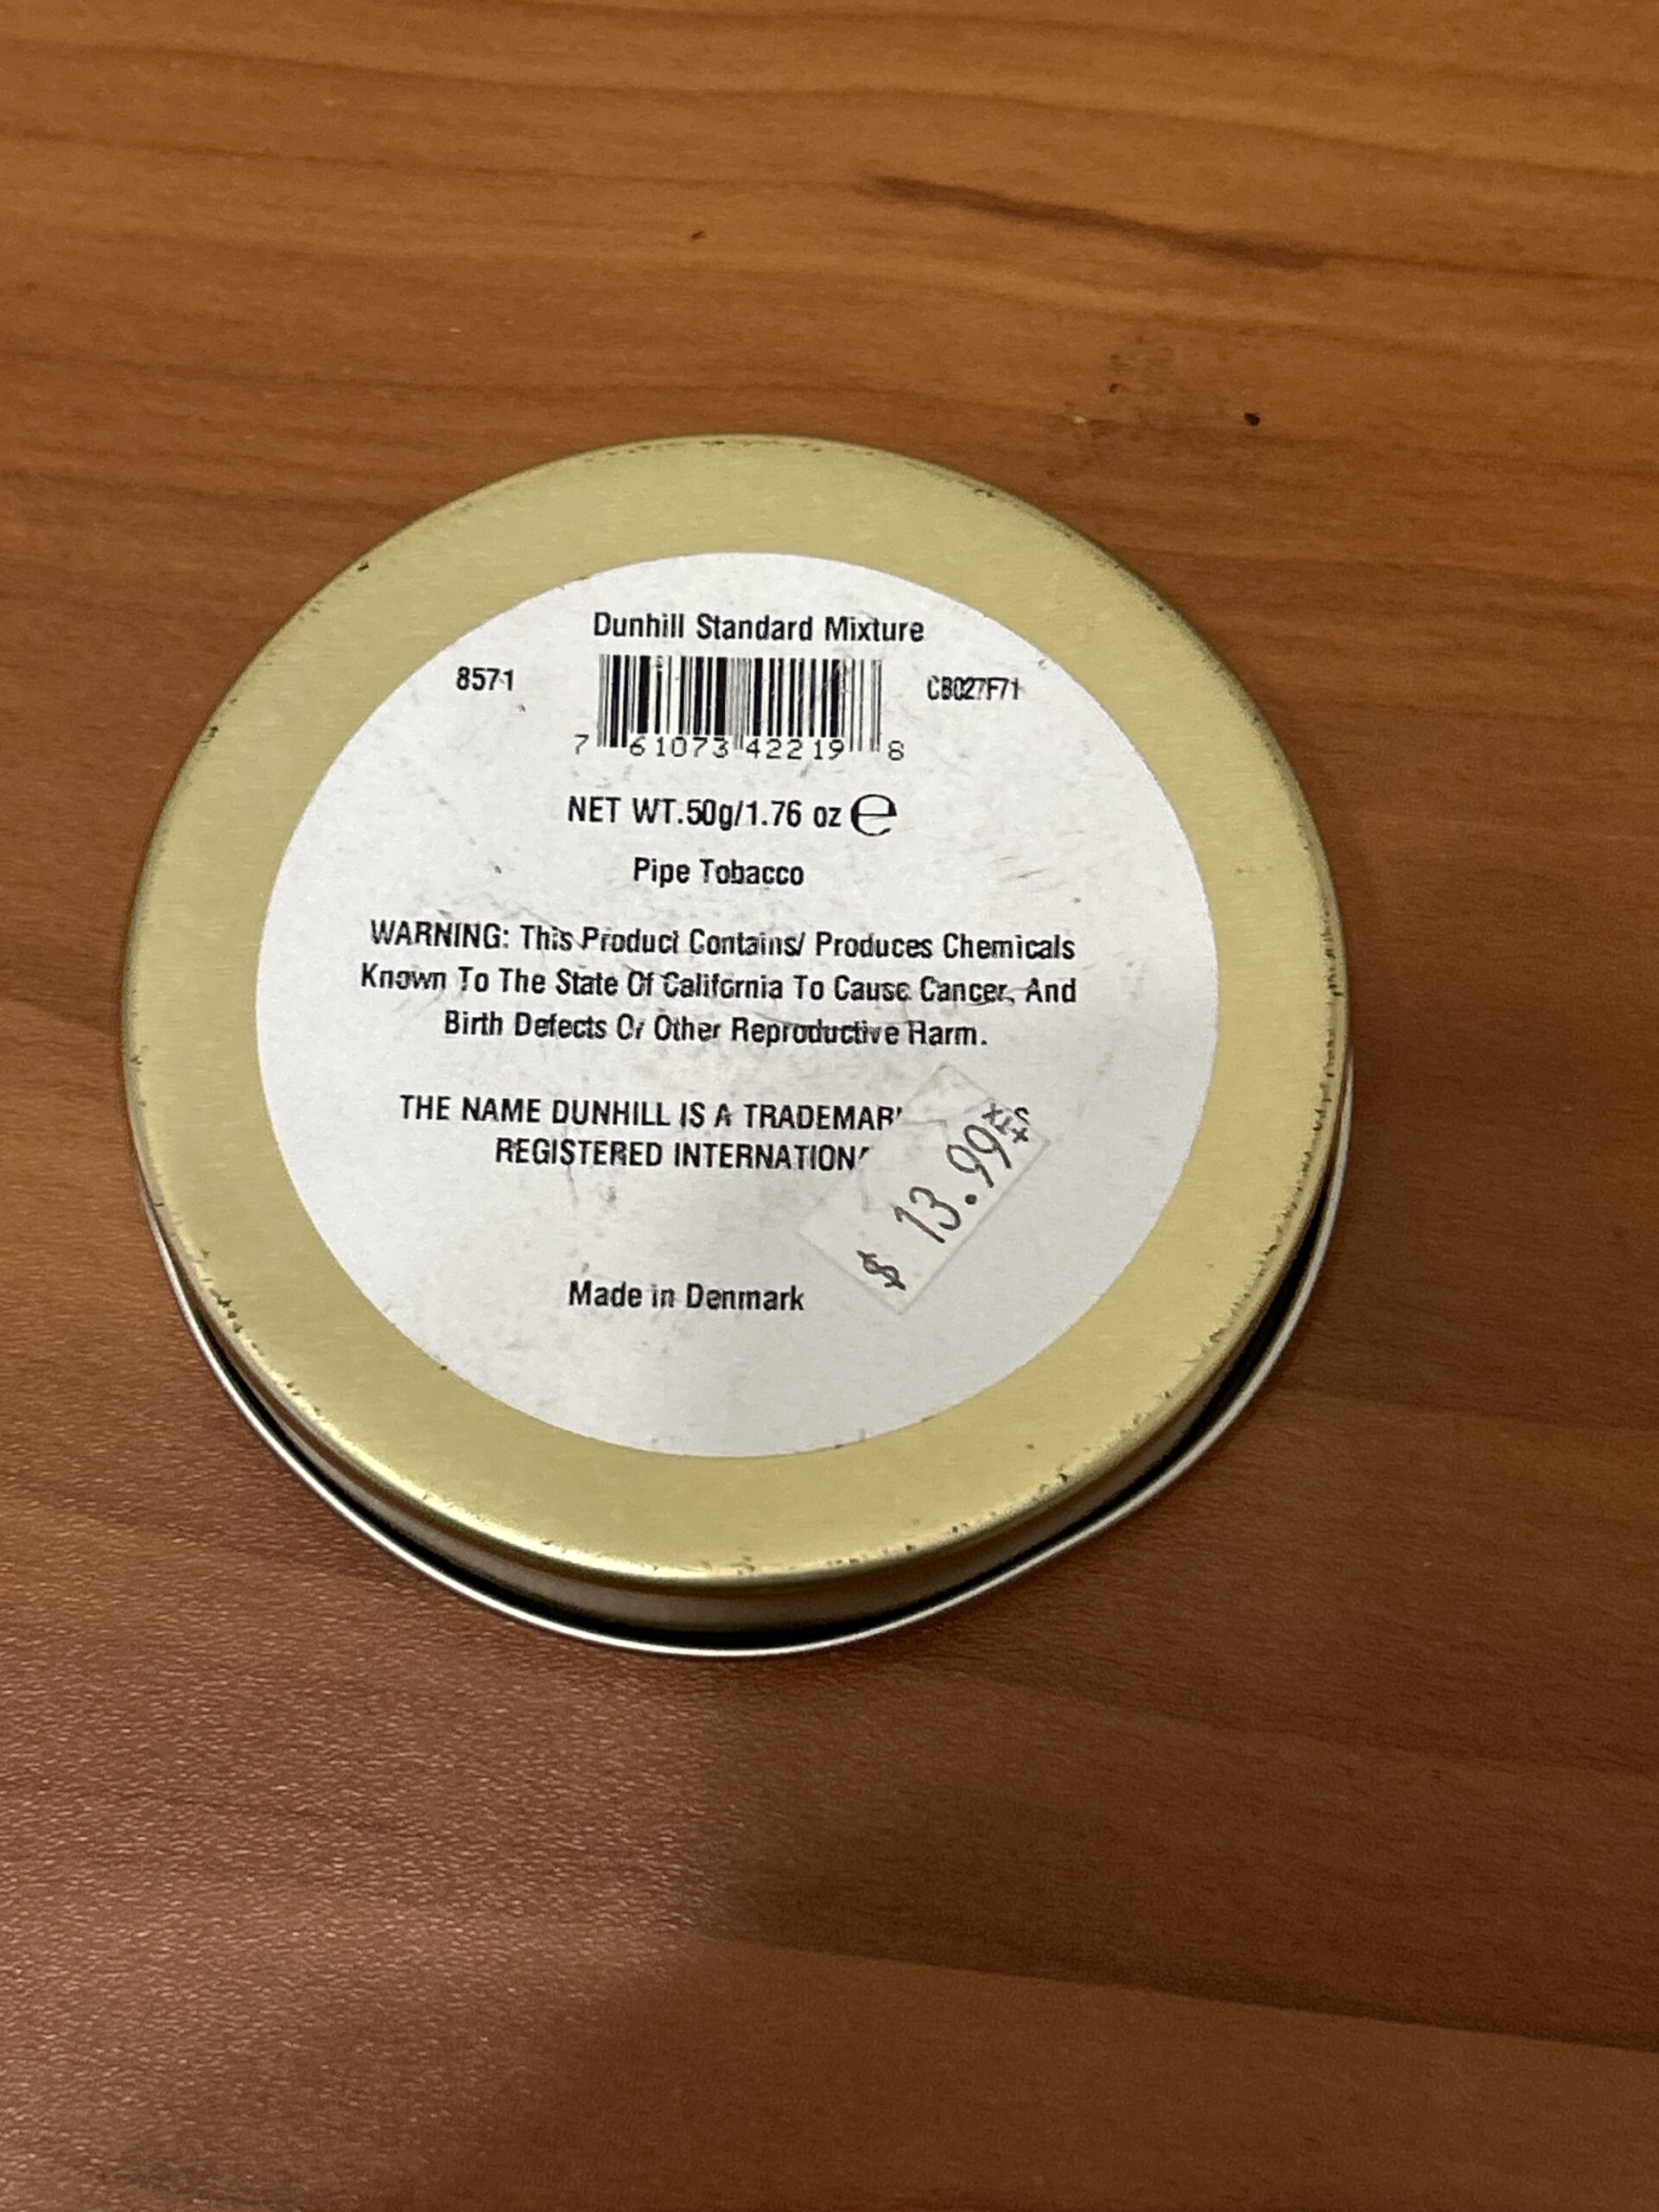 Dunhill Standard Mixture
8571
CB027F71
7 61073 42219 8
NET WT.50g/1.76 oz ℮
Pipe Tobacco
WARNING: This Product Contains/ Produces Chemicals
Known To The State Of California To Cause Cancer, And
Birth Defects Or Other Reproductive Harm.
THE NAME DUNHILL IS A
REGISTERED
Made in Denmark
$ 13.99